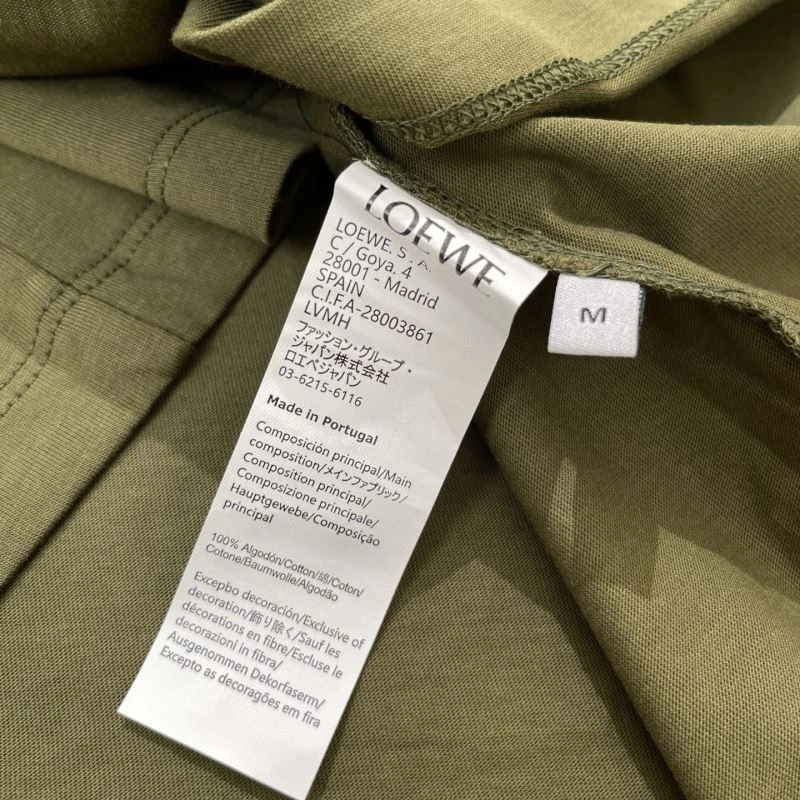 LOEWE
LOEWE. S . A.
C / Goya. 4
28001 - Madrid
SPAIN
C.I.F.A-28003861
LVMH
ファッション・グループ・
ジャパン株式会社
ロエベジャパン
03-6215-6116
Made in Portugal
Composición principal/Main
composition/メインファブリック/
Composition principal/
Composizione principale/
Hauptgewebe/Composição
principal
100% Algodón/Cotton/綿/Coton/
Cotone/Baumwolle/Algodão
Excepbo decoración/Exclusive of
decoration/飾り除く/Sauf les
décorations en fibre/Escluse le
decorazioni in fibra/
Ausgenommen Dekorfaserm/
Excepto as decoragões em fira
M